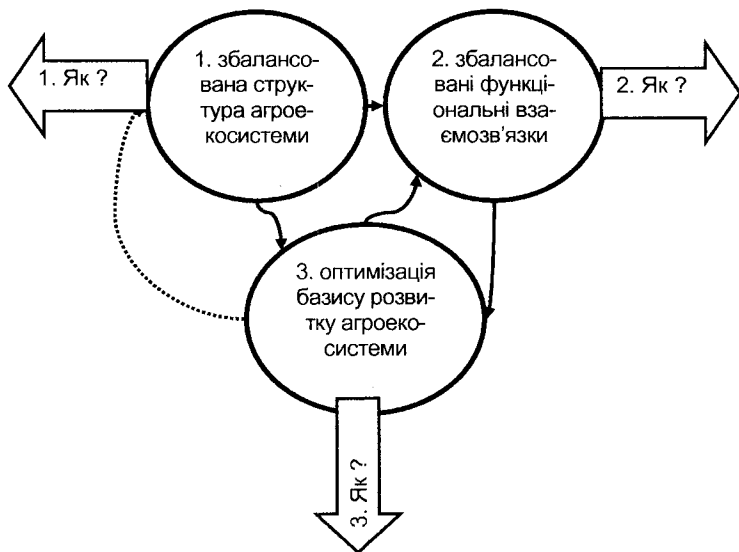 1. Як ?
1. збалансо-
вана струк-
тура агрое-
косистеми
2. збалансо-
вані функці-
ональні вза-
ємозв'язки
2. Як ?
3. оптимізація
базису розви-
тку агроеко-
системи
3. Як ?